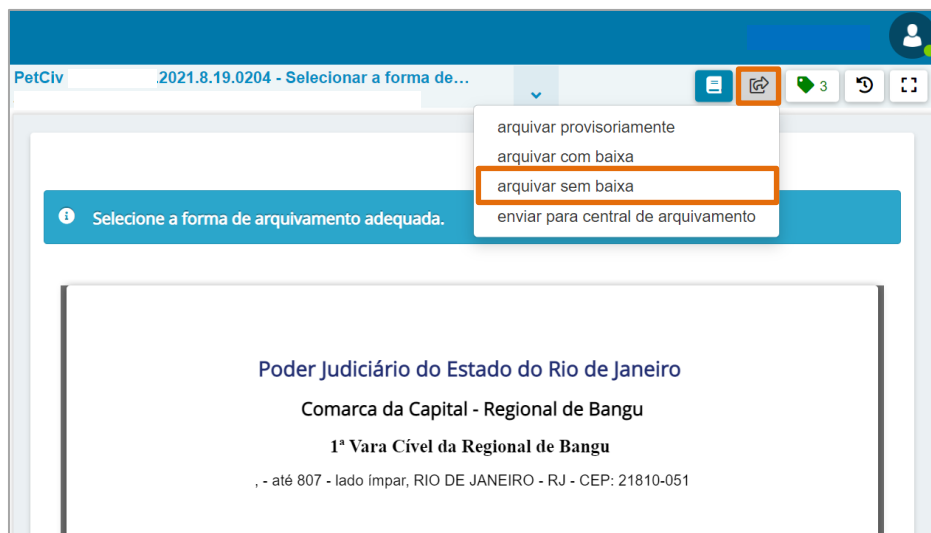 PetCiv .2021.8.19.0204 - Selecionar a forma de...
3
arquivar provisoriamente
arquivar com baixa
arquivar sem baixa
enviar para central de arquivamento
Selecione a forma de arquivamento adequada.
Poder Judiciário do Estado do Rio de Janeiro
Comarca da Capital - Regional de Bangu
1ª Vara Cível da Regional de Bangu
, - até 807 - lado ímpar, RIO DE JANEIRO - RJ - CEP: 21810-051